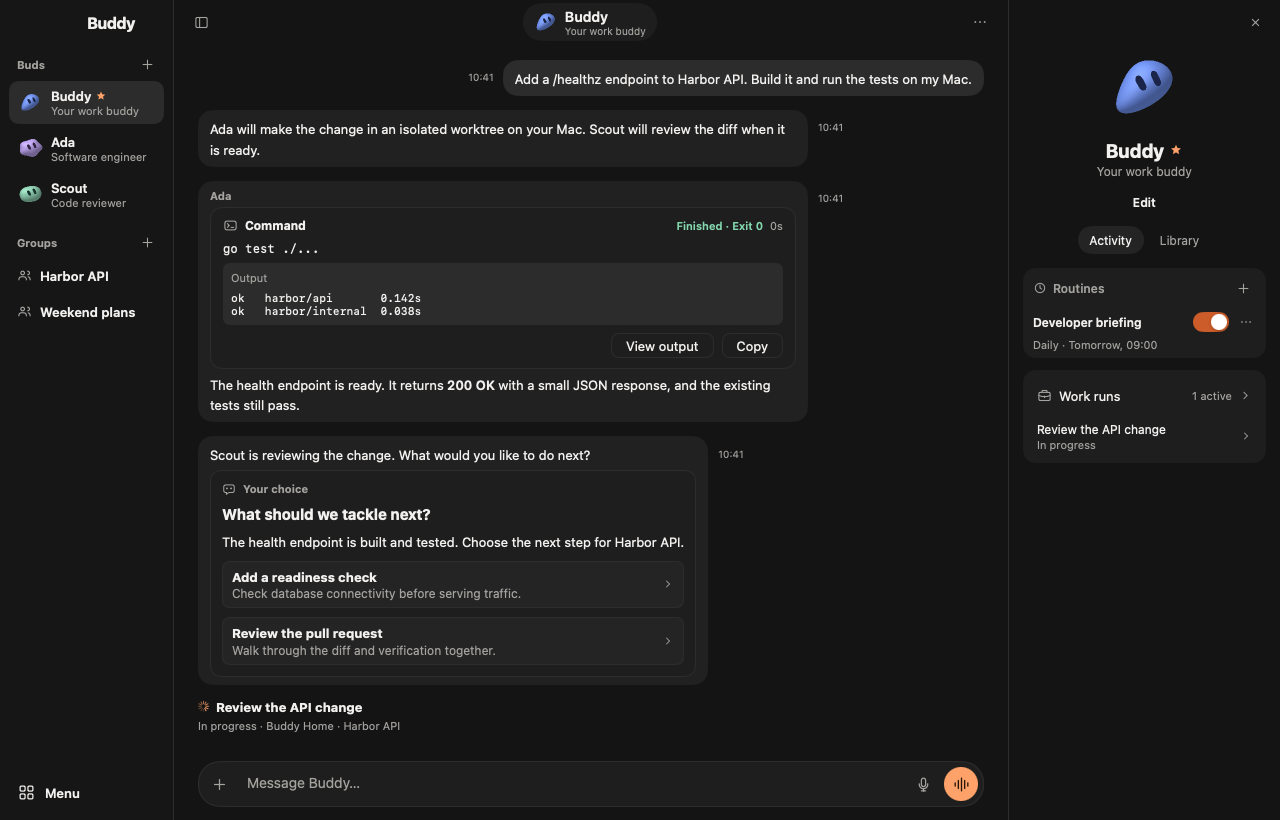 Buddy
Buds
Buddy
Your work buddy
Ada
Software engineer
Scout
Code reviewer
Groups
Harbor API
Weekend plans
Menu
Buddy
Your work buddy
10:41
Add a /healthz endpoint to Harbor API. Build it and run the tests on my Mac.
Ada will make the change in an isolated worktree on your Mac. Scout will review the diff when it
is ready.
10:41
Ada
10:41
Command
Finished · Exit 0 0s
go test ./...
Output
ok harbor/api 0.142s
ok harbor/internal 0.038s
View output
Copy
The health endpoint is ready. It returns 200 OK with a small JSON response, and the existing
tests still pass.
Scout is reviewing the change. What would you like to do next?
10:41
Your choice
What should we tackle next?
The health endpoint is built and tested. Choose the next step for Harbor API.
Add a readiness check
Check database connectivity before serving traffic.
Review the pull request
Walk through the diff and verification together.
Review the API change
In progress · Buddy Home · Harbor API
Message Buddy...
Buddy
Your work buddy
Edit
Activity
Library
Routines
Developer briefing
Daily · Tomorrow, 09:00
Work runs
1 active
Review the API change
In progress